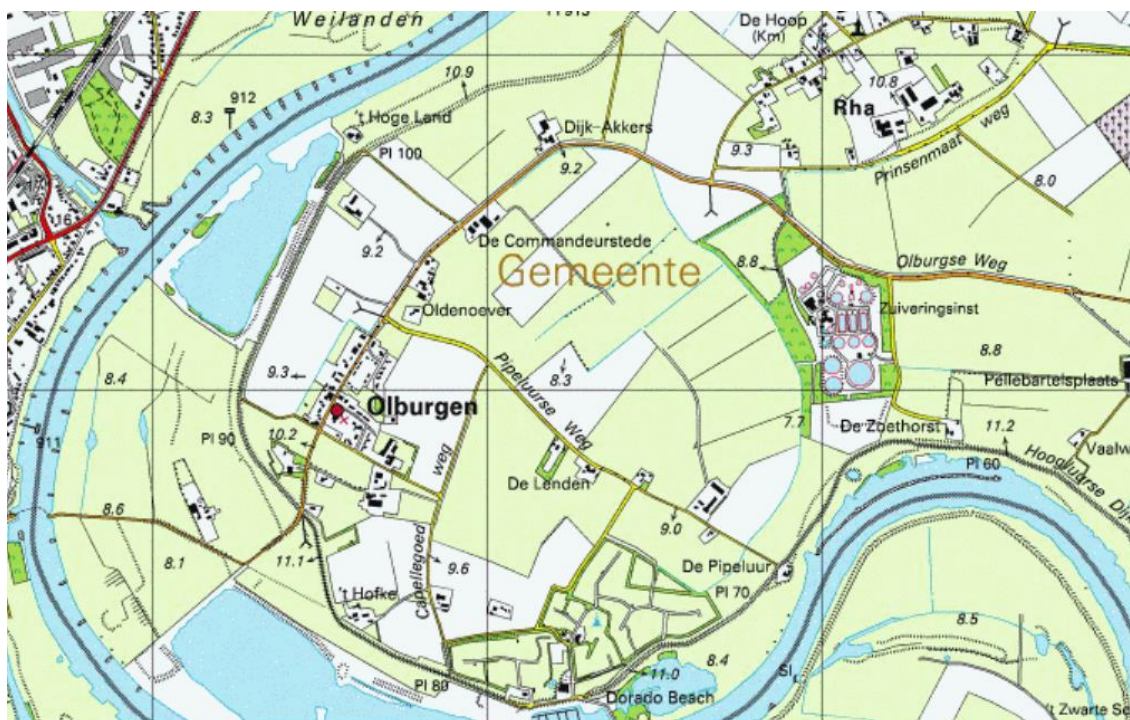 Weilanden
De Hoop
(Km)
10.9
912
8.3
't Hoge Land
Dijk-Akkers
10.8
Rha
Pl 100
9.2
9.3
Prinsenmaat
weg
8.0
16
9.2
De Commandeurstede
Gemeente
8.8
Olburgse Weg
Oldenoever
Zuiveringsinst
8.4
9.3
8.3
8.8
Pellebartelsplaats
Pipeluurse Weg
Olburgen
911
Pl 90
10.2
7.7
De Zoethorst
11.2
weg
De Lenden
Pl 60
Vaalw
Hoogluurse Dijk
8.6
9.0
8.1
11.1
9.6
De Pipeluur
Capellegoed
't Hofke
Pl 70
8.5
8.4
Pl 80
11.0
Dorado Beach
't Zwarte Sc